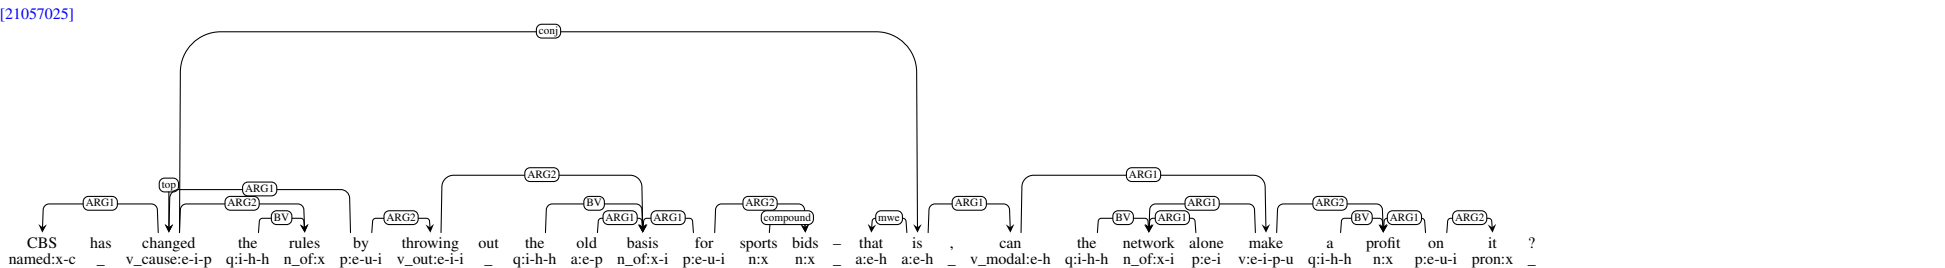 [21057025]
conj
ARG2 ARG1
top ARG1
ARG1 ARG2 BV ARG2 ARG1 ARG1 ARG2
BV ARG2 ARG1 ARG1 compound mwe BV ARG1 BV ARG1 ARG2
CBS has changed the rules by throwing out the old basis for sports bids – that is , can the network alone make a profit on it ?
named:x-c _ v_cause:e-i-p q:i-h-h n_of:x p:e-u-i v_out:e-i-i _ q:i-h-h a:e-p n_of:x-i p:e-u-i n:x n:x _ a:e-h a:e-h _ v_modal:e-h q:i-h-h n_of:x-i p:e-i v:e-i-p-u q:i-h-h n:x p:e-u-i pron:x _